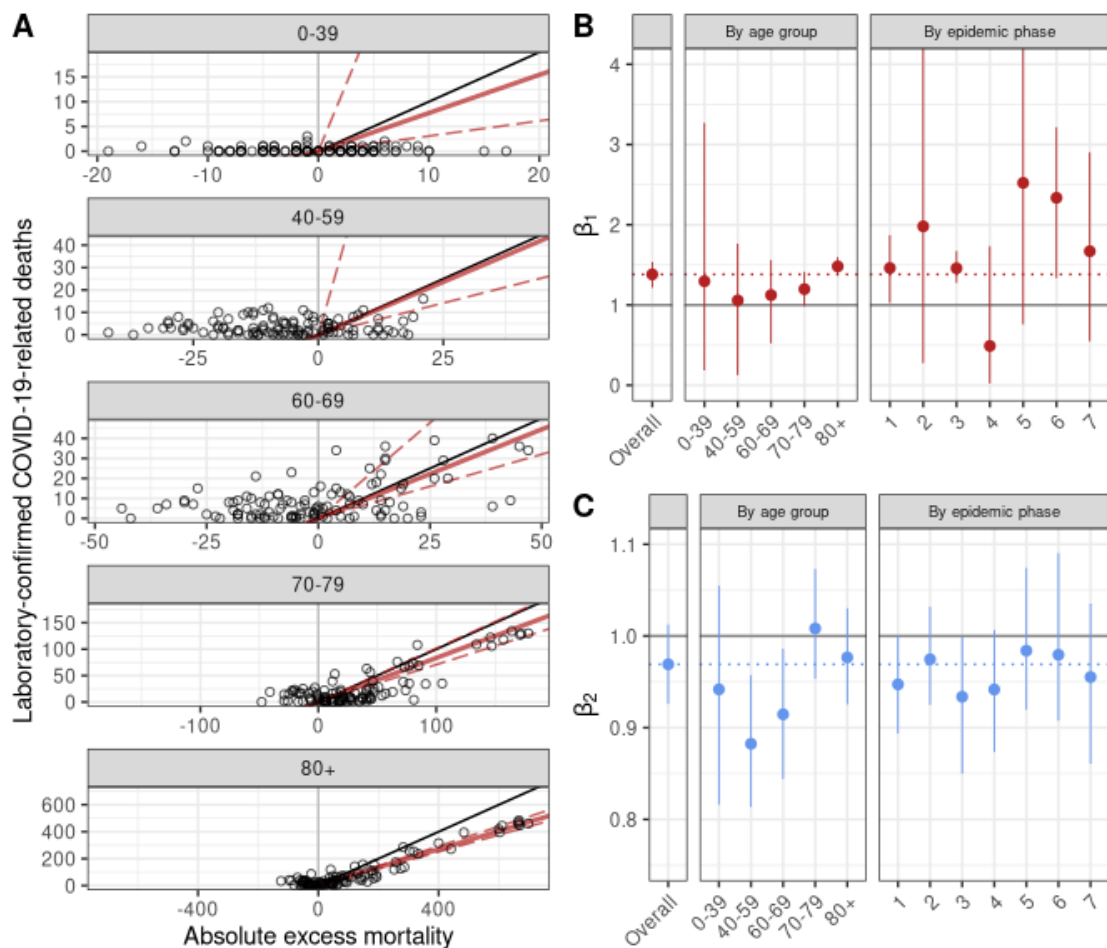 A
Laboratory-confirmed COVID-19-related deaths
0-39
15
10
5
0
-20 -10 0 10 20
40-59
40
30
20
10
0
-25 0 25
60-69
40
30
20
10
0
-50 -25 0 25 50
70-79
150
100
50
0
-100 0 100
80+
600
400
200
0
-400 0 400
Absolute excess mortality
B
By age group By epidemic phase
β₁
4
3
2
1
0
Overall 0-39 40-59 60-69 70-79 80+ 1 2 3 4 5 6 7
C
By age group By epidemic phase
β₂
1.1
1.0
0.9
0.8
Overall 0-39 40-59 60-69 70-79 80+ 1 2 3 4 5 6 7